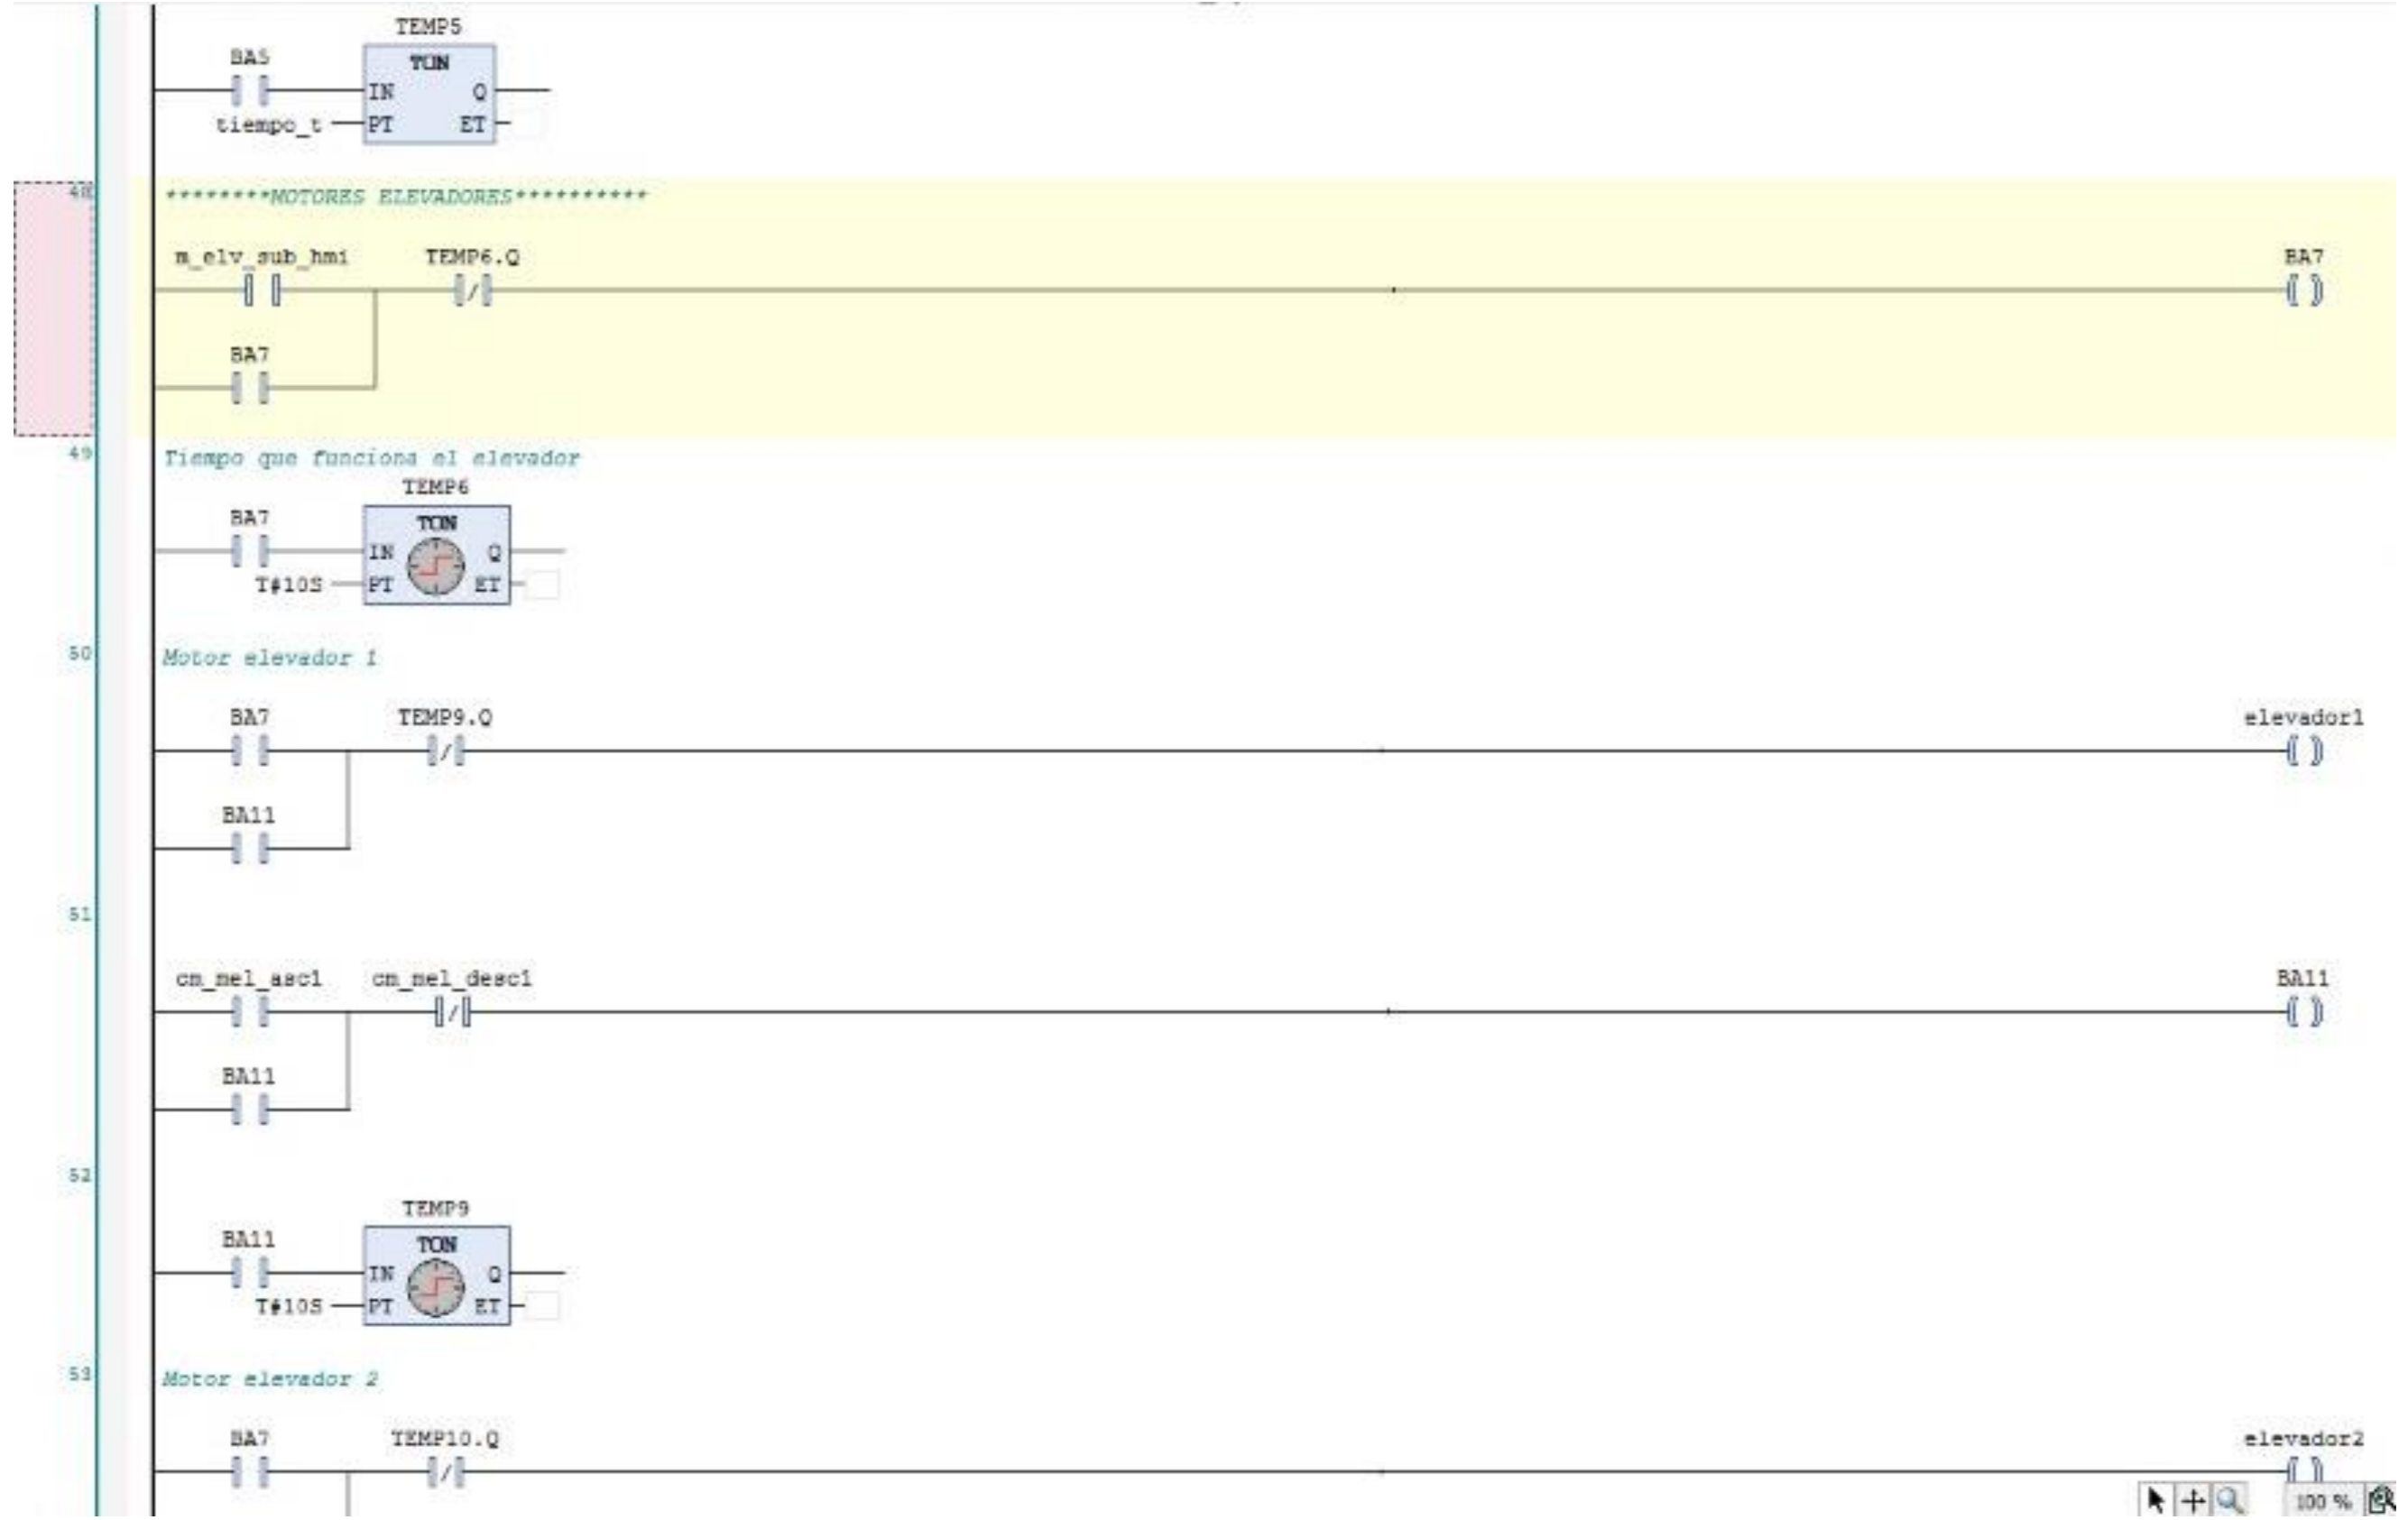 TEMP5
BA5
TON
IN Q
tiempo_t PT ET
48 ********MOTORES ELEVADORES**********
m_elv_sub_hmi TEMP6.Q BA7
BA7
49 Tiempo que funciona el elevador
TEMP6
BA7
TON
IN Q
T#10S PT ET
50 Motor elevador 1
BA7 TEMP9.Q elevador1
BA11
51
cm_mel_asc1 cm_mel_desc1 BA11
BA11
52
TEMP9
BA11
TON
IN Q
T#10S PT ET
53 Motor elevador 2
BA7 TEMP10.Q elevador2
100 %